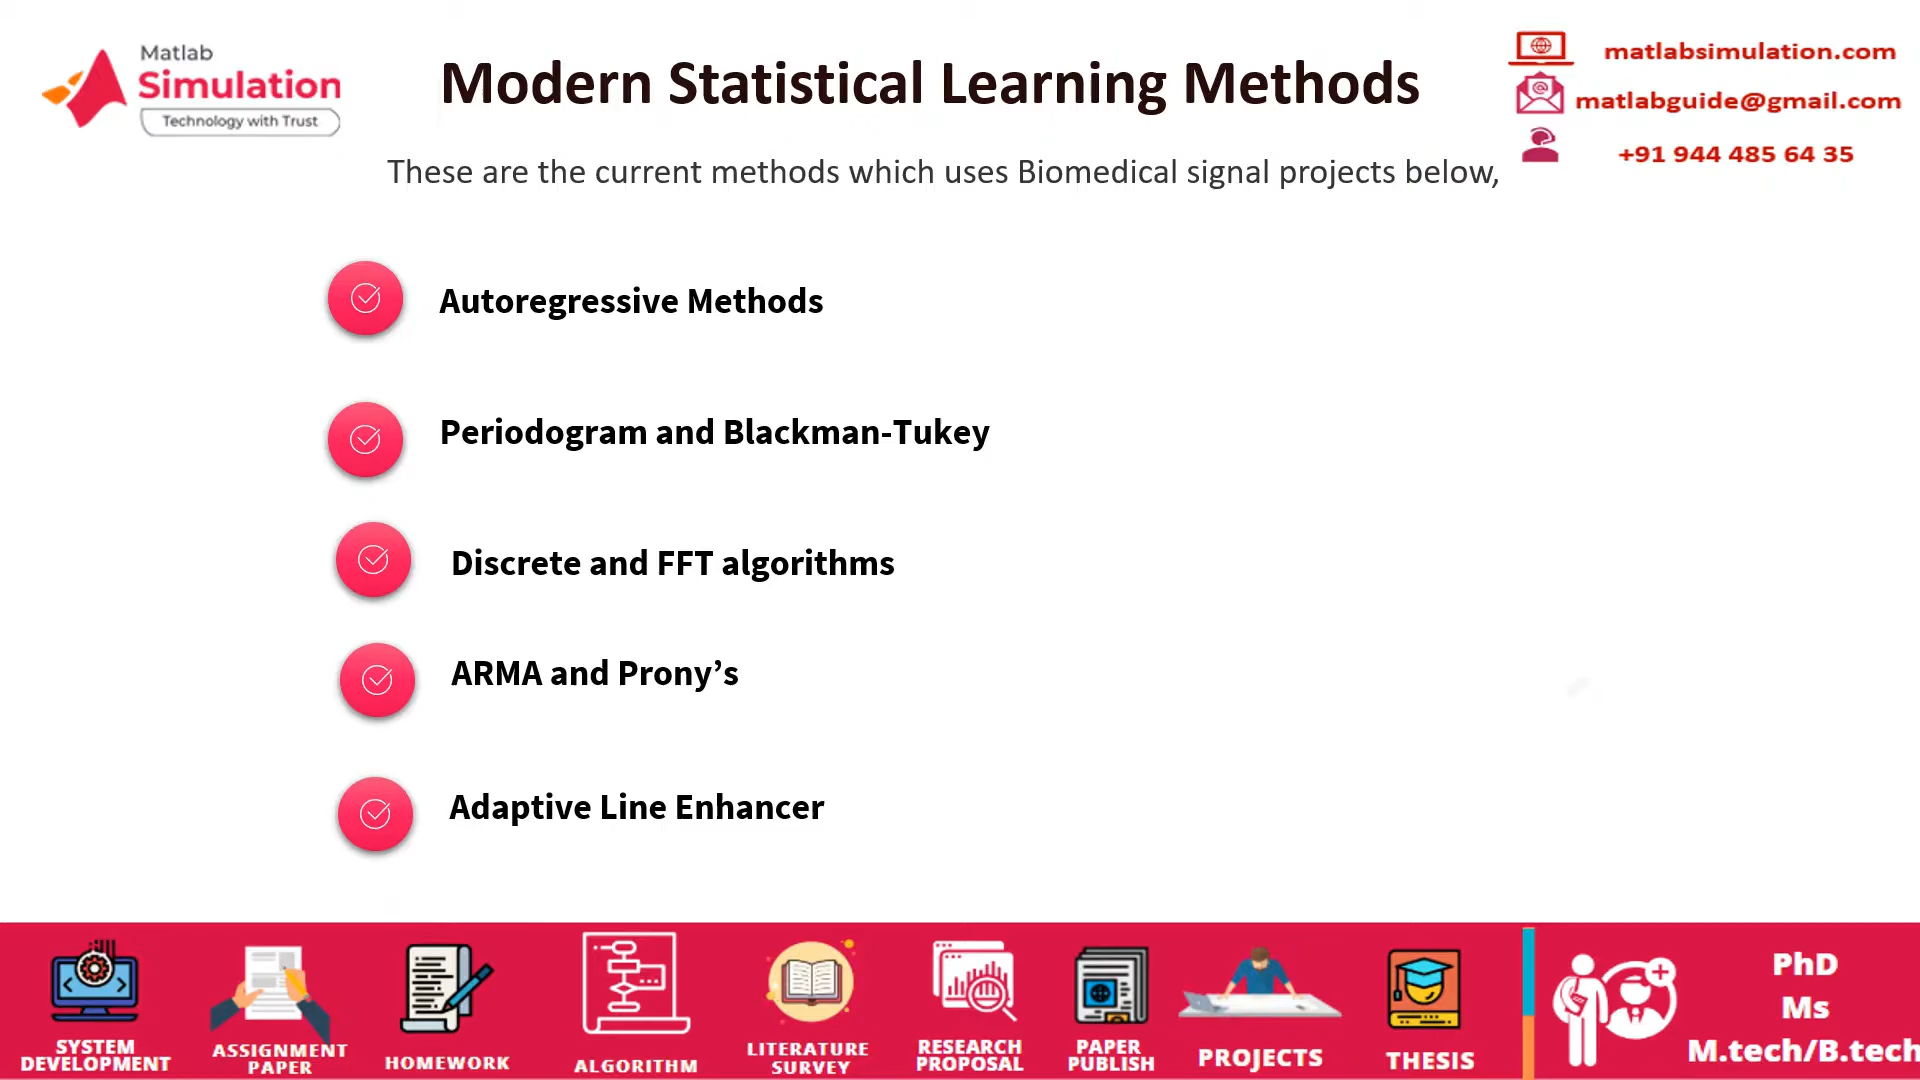 Matlab
Simulation
Technology with Trust
Modern Statistical Learning Methods
matlabsimulation.com
matlabguide@gmail.com
+91 944 485 64 35
These are the current methods which uses Biomedical signal projects below,
Autoregressive Methods
Periodogram and Blackman-Tukey
Discrete and FFT algorithms
ARMA and Prony’s
Adaptive Line Enhancer
SYSTEM
DEVELOPMENT
ASSIGNMENT
PAPER
HOMEWORK
ALGORITHM
LITERATURE
SURVEY
RESEARCH
PROPOSAL
PAPER
PUBLISH
PROJECTS
THESIS
PhD
Ms
M.tech/B.tech